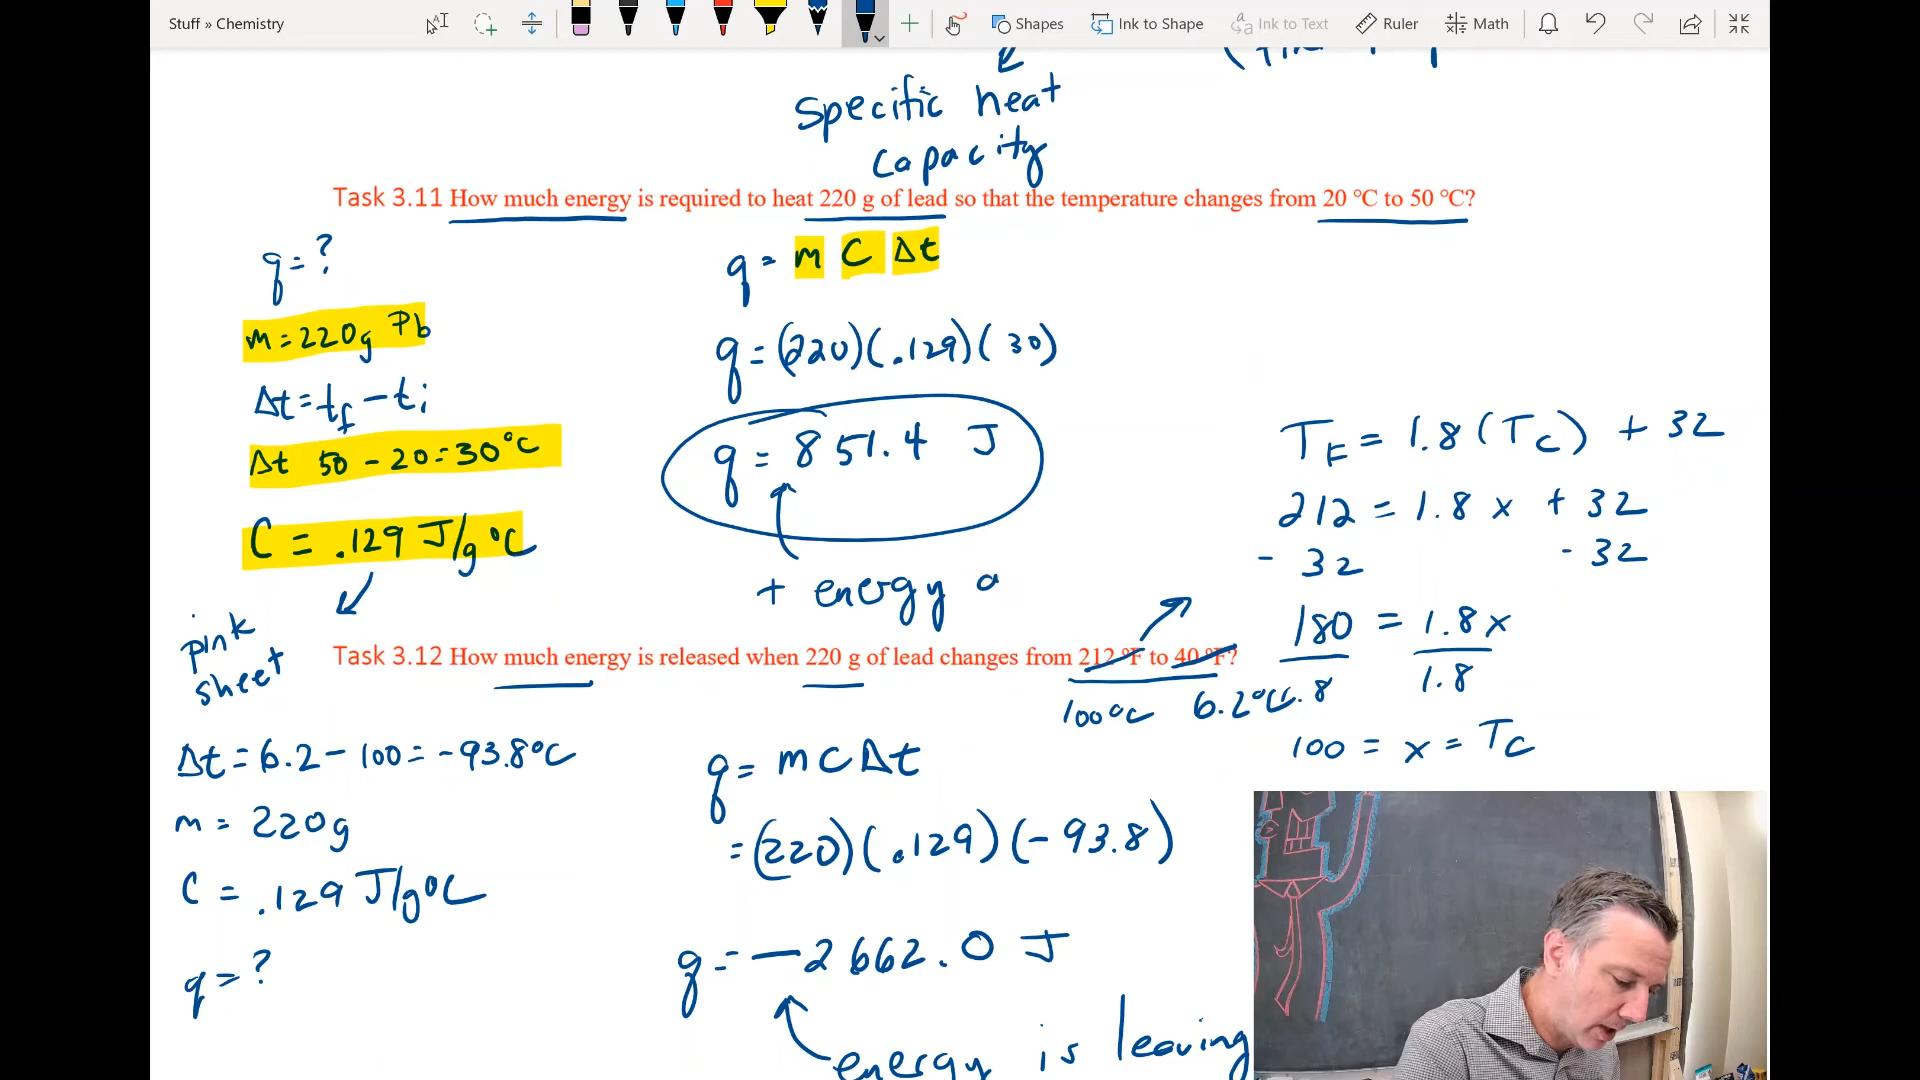 Stuff » Chemistry
Shapes
Ink to Shape
Ink to Text
Ruler
Math
specific heat
capacity
Task 3.11 How much energy is required to heat 220 g of lead so that the temperature changes from 20 °C to 50 °C?
q = ?
m = 220g Pb
Δt = tf - ti
Δt 50 - 20 = 30°C
C = .129 J/g°C
pink
sheet
q = m C Δt
q = (220)(.129)(30)
q = 851.4 J
+ energy a
TF = 1.8(TC) + 32
212 = 1.8 x + 32
- 32 - 32
180 = 1.8x
1.8 1.8
100 = x = TC
Task 3.12 How much energy is released when 220 g of lead changes from 212 °F to 40 °F?
100°C 6.2°C
Δt = 6.2 - 100 = -93.8°C
m = 220g
C = .129 J/g°C
q = ?
q = m C Δt
= (220)(.129)(-93.8)
q = -2662.0 J
energy is leaving